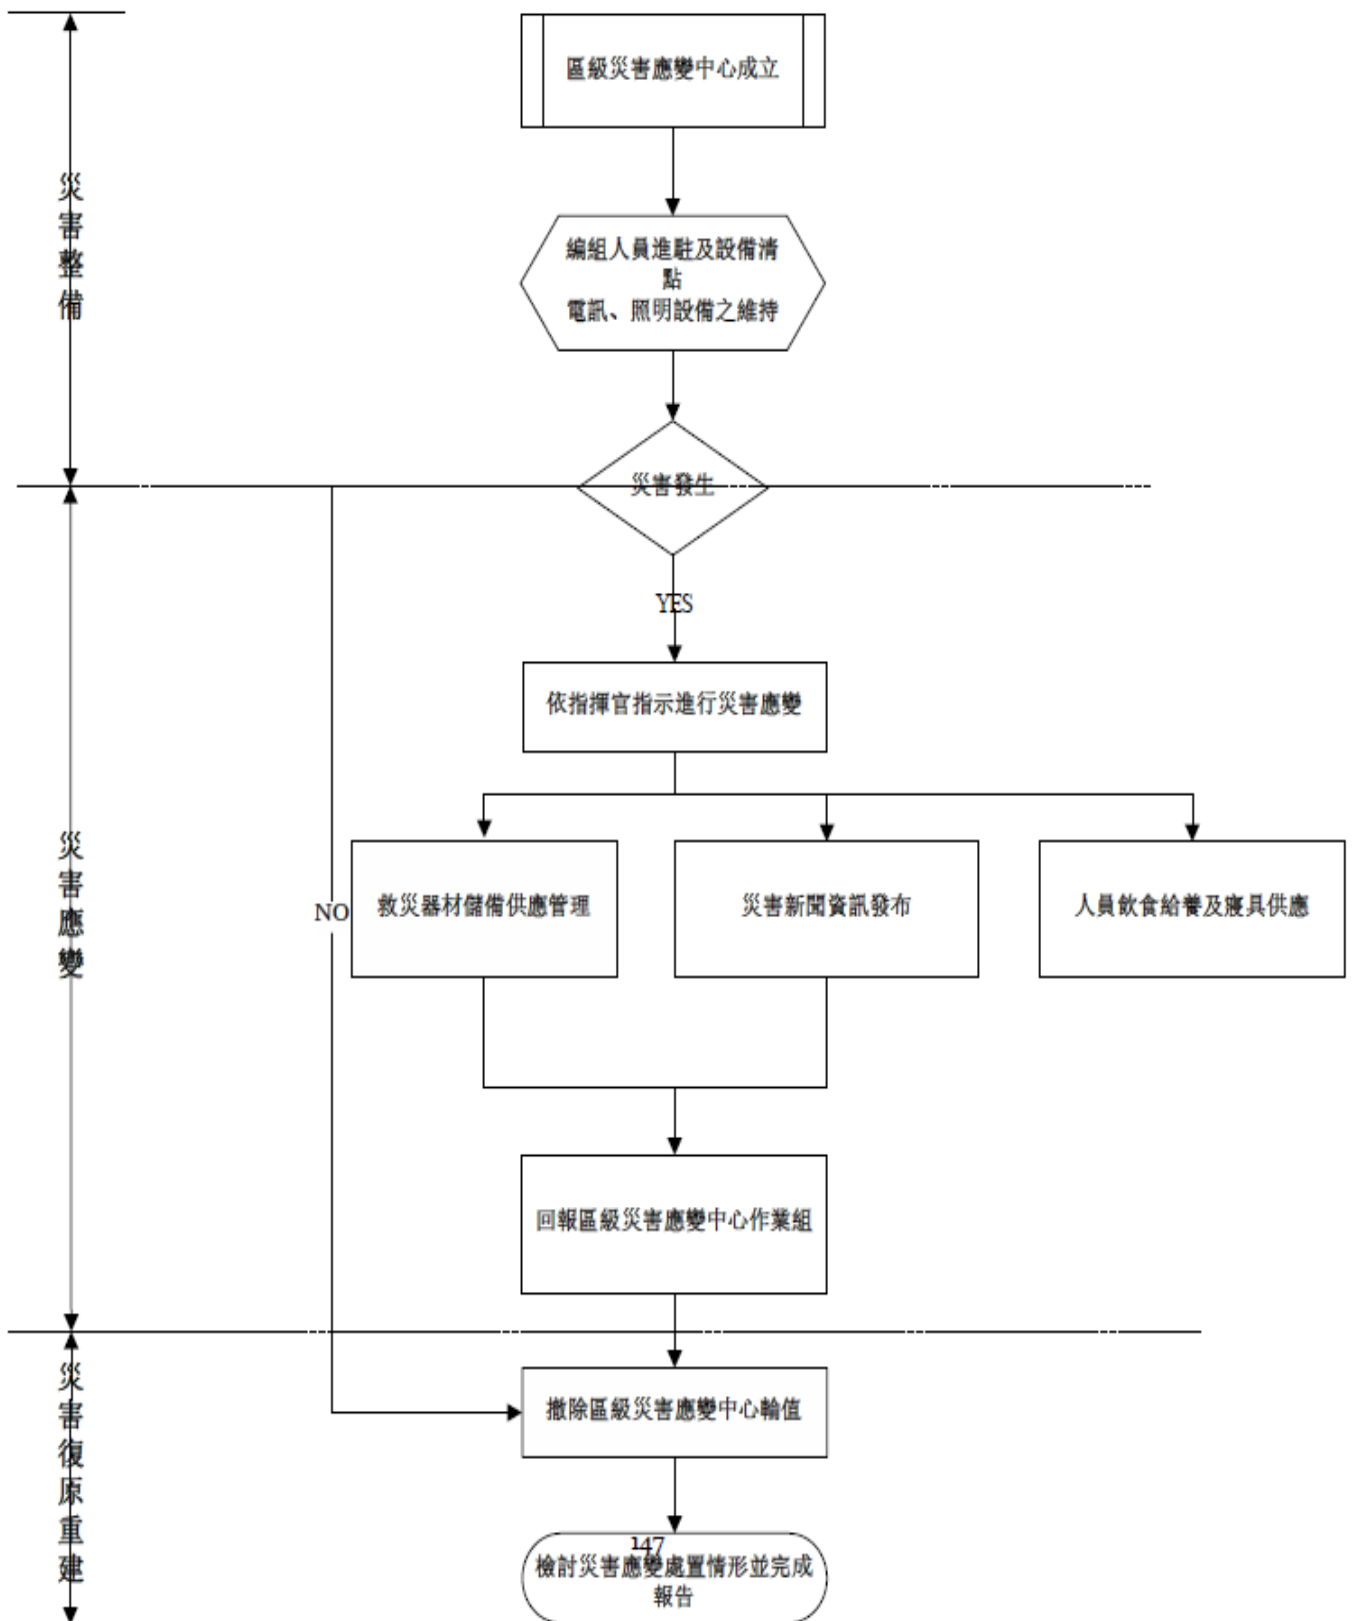 區級災害應變中心成立
災害整備
編組人員進駐及設備清
點
電訊、照明設備之維持
災害發生
YES
依指揮官指示進行災害應變
災害應變
NO
救災器材儲備供應管理
災害新聞資訊發布
人員飲食給養及寢具供應
回報區級災害應變中心作業組
災害復原重建
撤除區級災害應變中心輪值
147
檢討災害應變處置情形並完成
報告